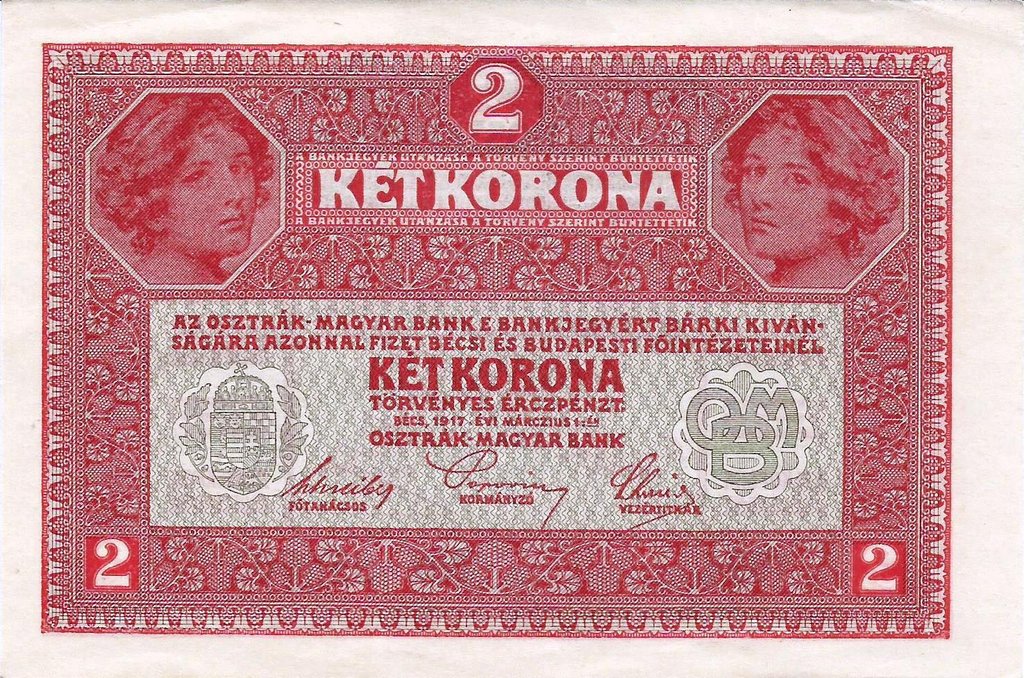 2
A BANKJEGYEK UTÁNZÁSA A TÖRVÉNY SZERINT BÜNTETTETIK
KÉT KORONA
A BANKJEGYEK UTÁNZÁSA A TÖRVÉNY SZERINT BÜNTETTETIK
AZ OSZTRÁK-MAGYAR BANK E BANKJEGYÉRT BÁRKI KIVÁN-
SÁGÁRA AZONNAL FIZET BÉCSI ÉS BUDAPESTI FŐINTÉZETEINÉL
KÉT KORONA
TÖRVÉNYES ÉRCZPÉNZT.
BÉCS, 1917. ÉVI MÁRCZIUS 1-ÉN
OSZTRÁK-MAGYAR BANK
FŐTANÁCSOS
KORMÁNYZÓ
VEZÉRTITKÁR
2
2